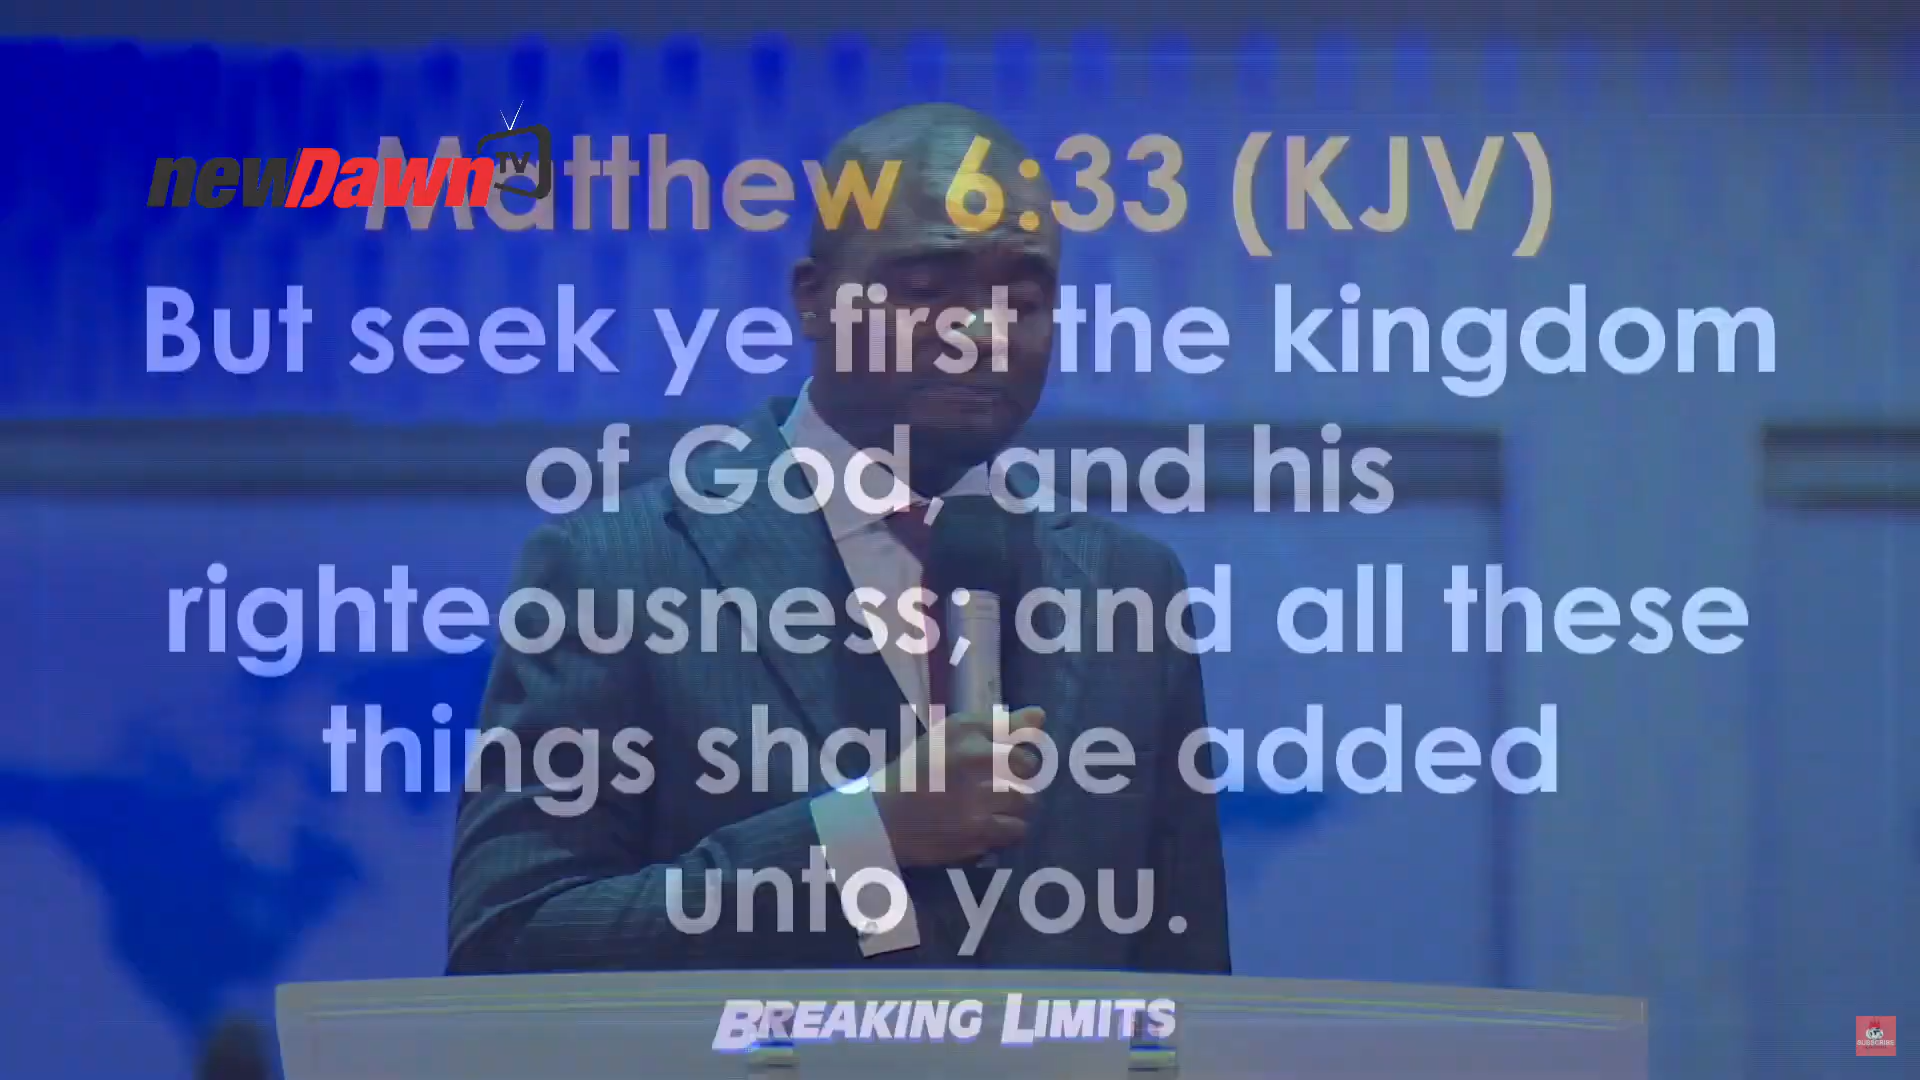 newDawn TV
Matthew 6:33 (KJV)
But seek ye first the kingdom
of God, and his
righteousness; and all these
things shall be added
unto you.
BREAKING LIMITS
SUBSCRIBE